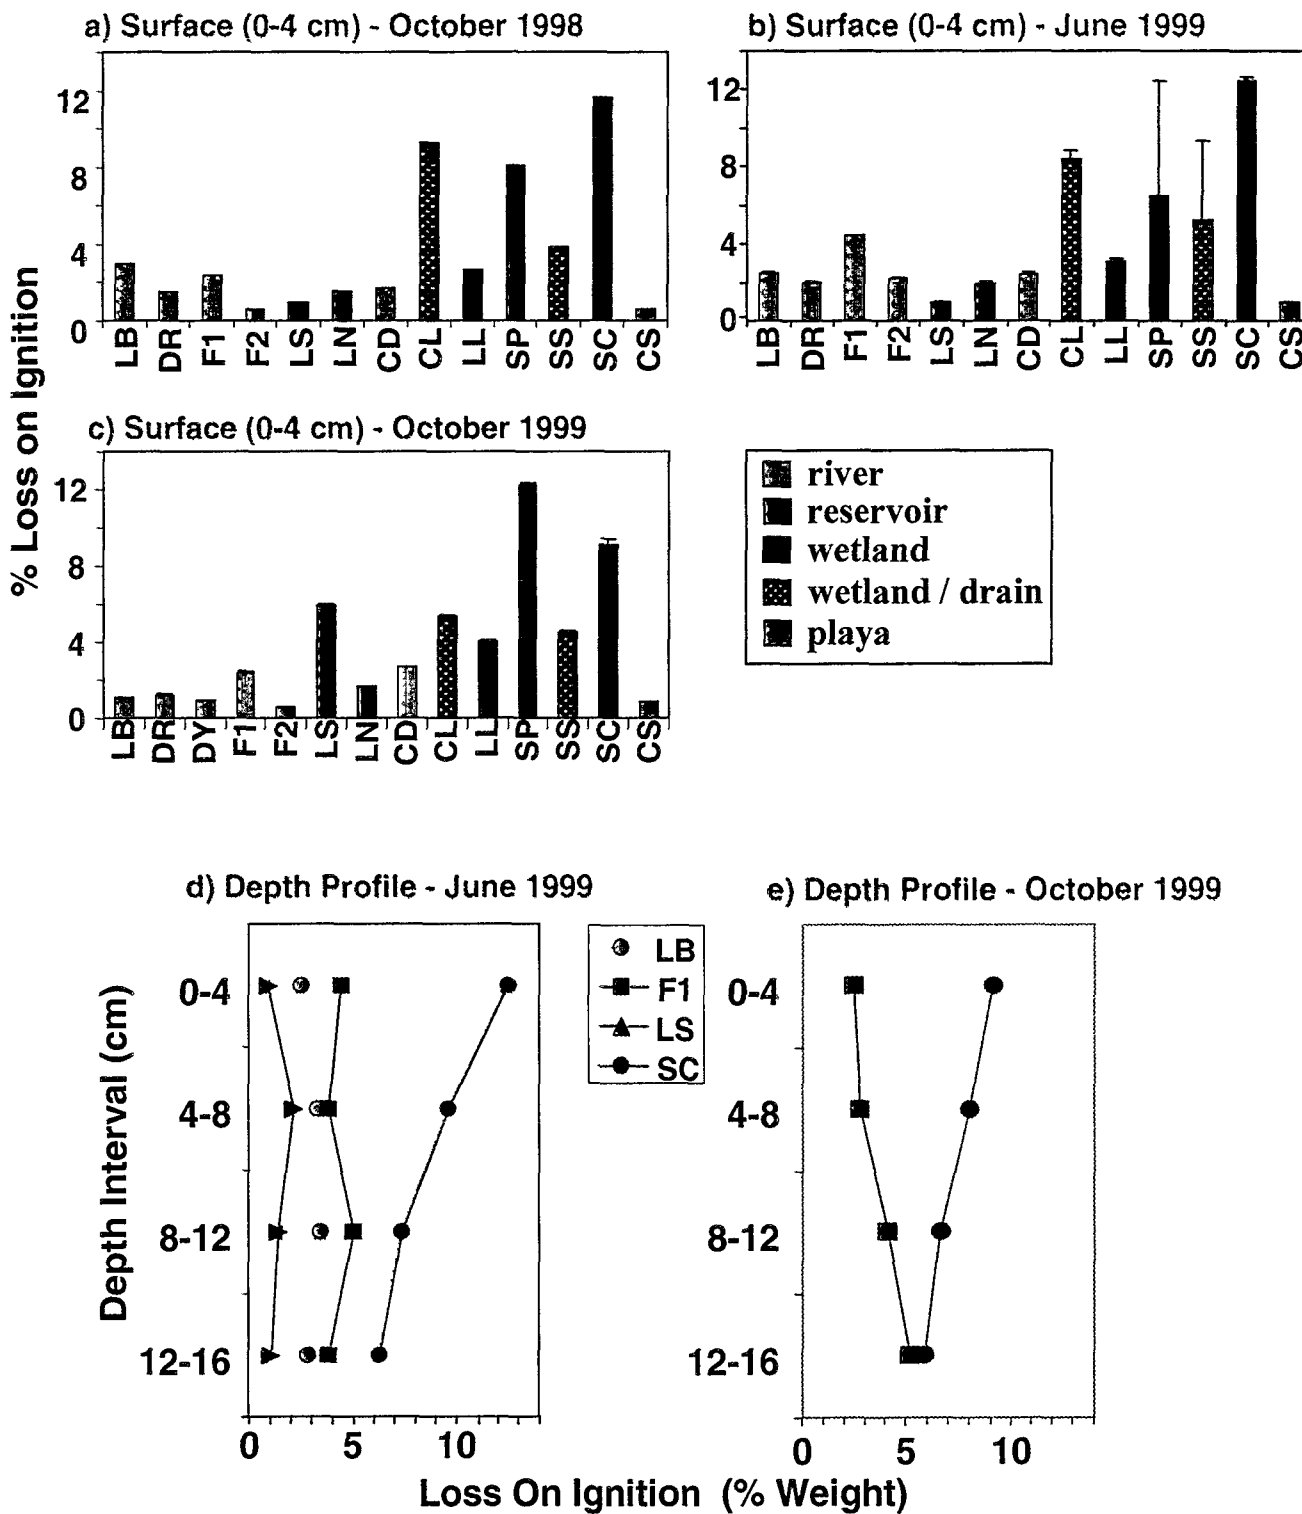 a) Surface (0-4 cm) - October 1998
12
8
4
0
LB DR F1 F2 LS LN CD CL LL SP SS SC CS
b) Surface (0-4 cm) - June 1999
12
8
4
0
LB DR F1 F2 LS LN CD CL LL SP SS SC CS
% Loss on Ignition
c) Surface (0-4 cm) - October 1999
12
8
4
0
LB DR DY F1 F2 LS LN CD CL LL SP SS SC CS
river
reservoir
wetland
wetland / drain
playa
d) Depth Profile - June 1999
Depth Interval (cm)
0-4
4-8
8-12
12-16
0 5 10
LB
F1
LS
SC
e) Depth Profile - October 1999
0-4
4-8
8-12
12-16
0 5 10
Loss On Ignition (% Weight)